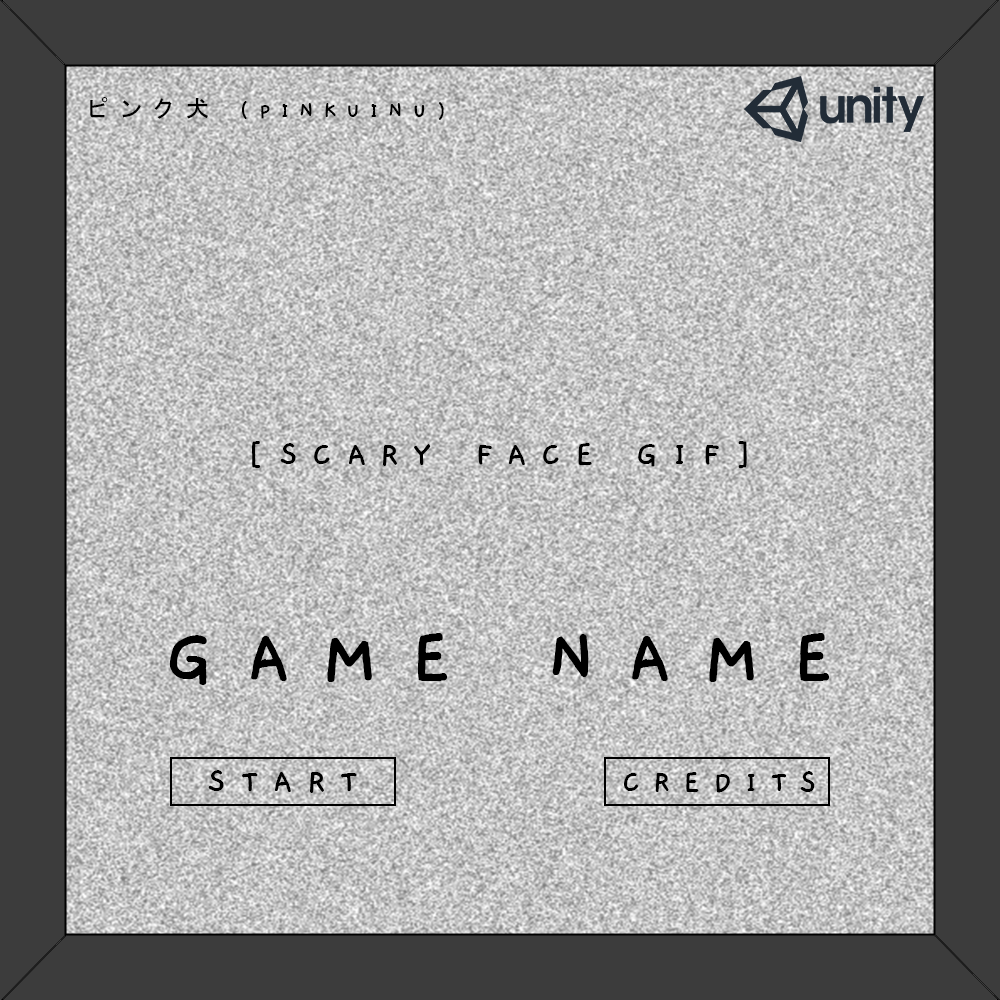 ピンク犬 (PINKUINU)
unity
[SCARY FACE GIF]
GAME NAME
START
CREDITS